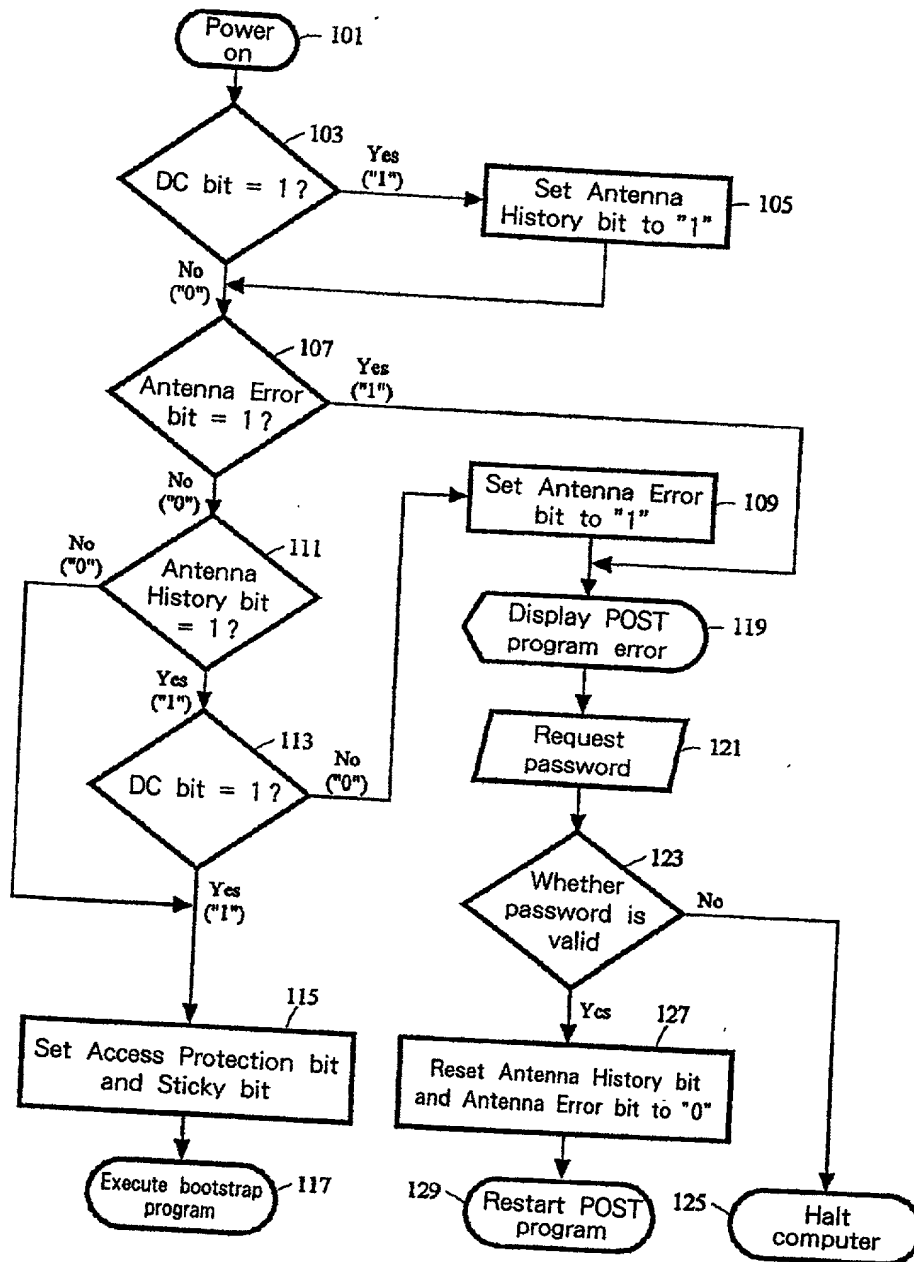 Power
on
101
103
DC bit = 1?
Yes
("1")
Set Antenna
History bit to "1"
105
No
("0")
107
Antenna Error
bit = 1?
Yes
("1")
No
("0")
Set Antenna Error
bit to "1"
109
No
("0")
111
Antenna
History bit
= 1?
Display POST
program error
119
Yes
("1")
113
DC bit = 1?
No
("0")
Request
password
121
123
Whether
password is
valid
No
Yes
("1")
Yes
115
Set Access Protection bit
and Sticky bit
127
Reset Antenna History bit
and Antenna Error bit to "0"
Execute bootstrap
program
117
129
Restart POST
program
125
Halt
computer